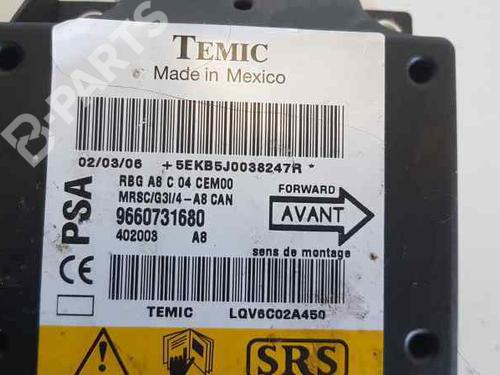 TEMIC
Made in Mexico
02/03/06 +5EKB5J0038247R *
RBG A8 C 04 CEM00
MRSC/G3I/4-A8 CAN
9660731680
402003 A8
FORWARD
AVANT
sens de montage
PSA
CE
TEMIC LQV6C02A450
SRS
B-PARTS